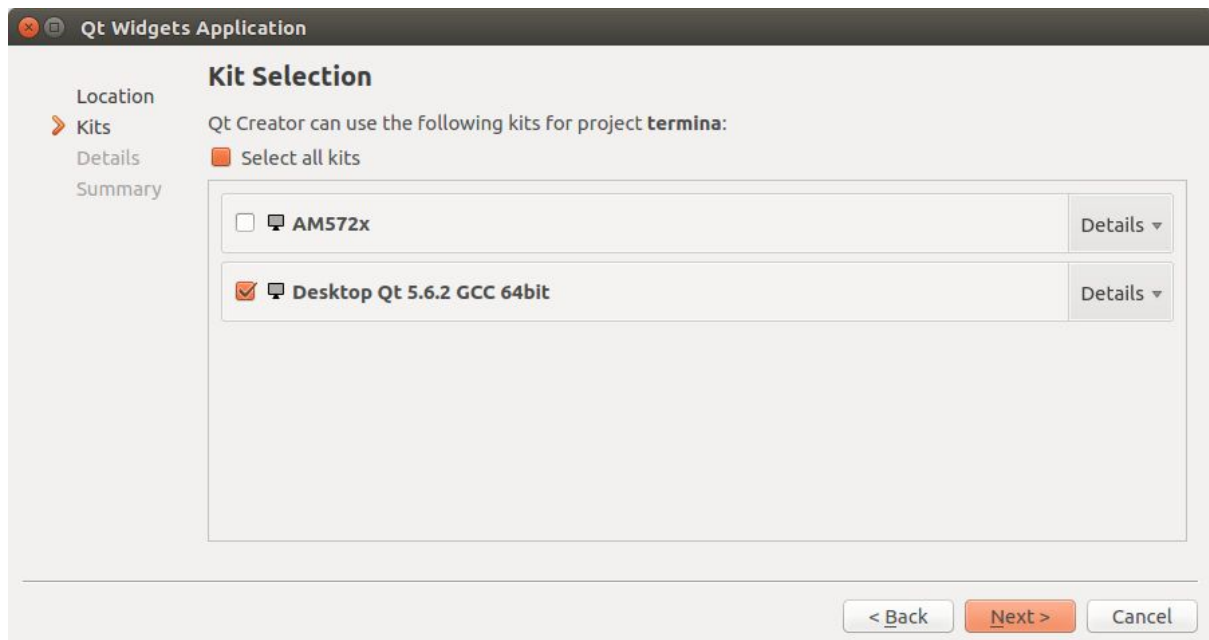 Qt Widgets Application
Location
Kits
Details
Summary
Kit Selection
Qt Creator can use the following kits for project termina:
Select all kits
AM572x
Details
Desktop Qt 5.6.2 GCC 64bit
Details
< Back
Next >
Cancel